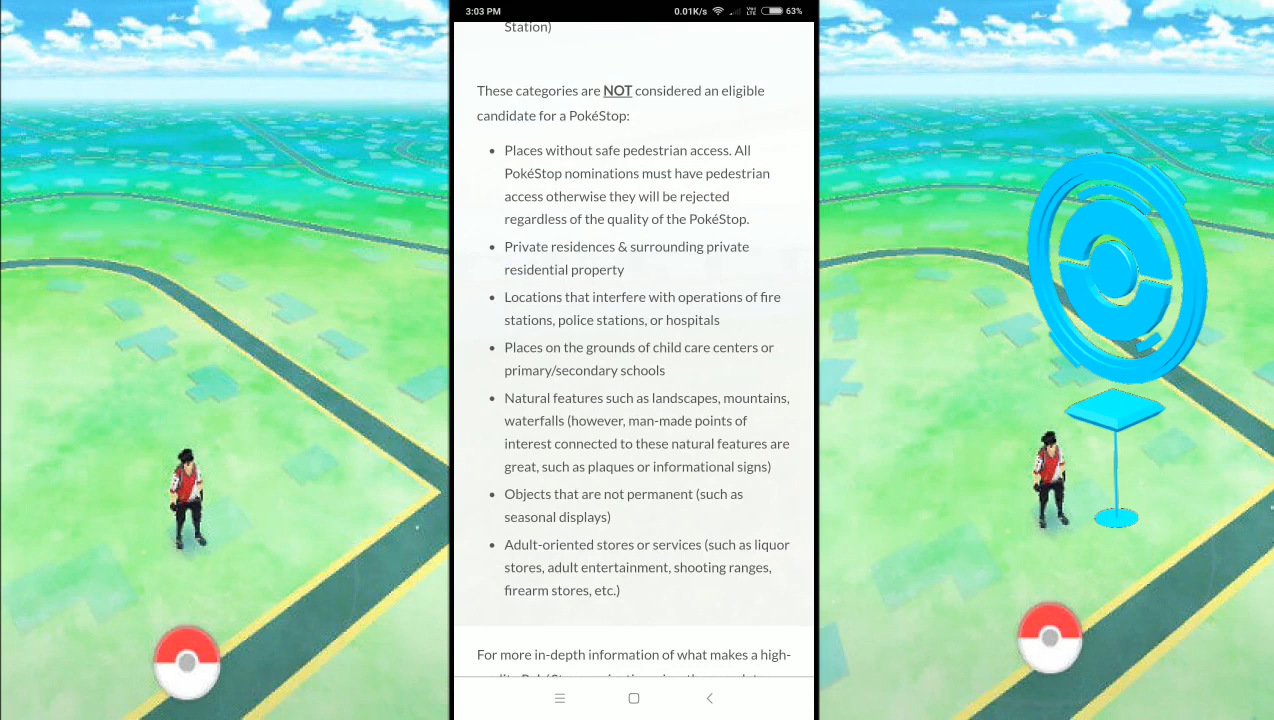 3:03 PM
0.01K/s
Vo))
LTE
63%
Station)
These categories are NOT considered an eligible
candidate for a PokéStop:
• Places without safe pedestrian access. All
PokéStop nominations must have pedestrian
access otherwise they will be rejected
regardless of the quality of the PokéStop.
• Private residences & surrounding private
residential property
• Locations that interfere with operations of fire
stations, police stations, or hospitals
• Places on the grounds of child care centers or
primary/secondary schools
• Natural features such as landscapes, mountains,
waterfalls (however, man-made points of
interest connected to these natural features are
great, such as plaques or informational signs)
• Objects that are not permanent (such as
seasonal displays)
• Adult-oriented stores or services (such as liquor
stores, adult entertainment, shooting ranges,
firearm stores, etc.)
For more in-depth information of what makes a high-